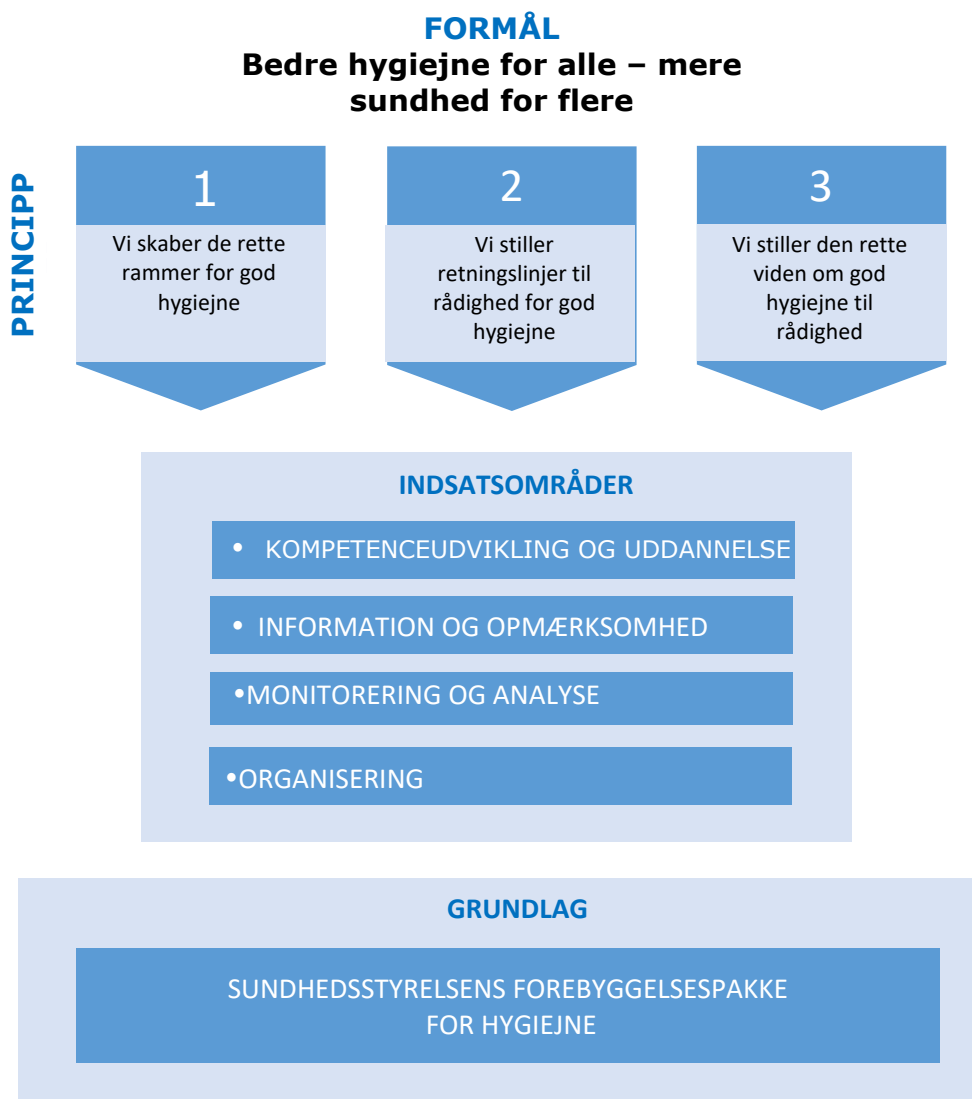 FORMÅL
Bedre hygiejne for alle – mere
sundhed for flere
PRINCIPP
1
Vi skaber de rette
rammer for god
hygiejne
2
Vi stiller
retningslinjer til
rådighed for god
hygiejne
3
Vi stiller den rette
viden om god
hygiejne til
rådighed
INDSATSOMRÅDER
• KOMPETENCEUDVIKLING OG UDDANNELSE
• INFORMATION OG OPMÆRKSOMHED
•MONITORERING OG ANALYSE
•ORGANISERING
GRUNDLAG
SUNDHEDSSTYRELSENS FOREBYGGELSESPAKKE
FOR HYGIEJNE